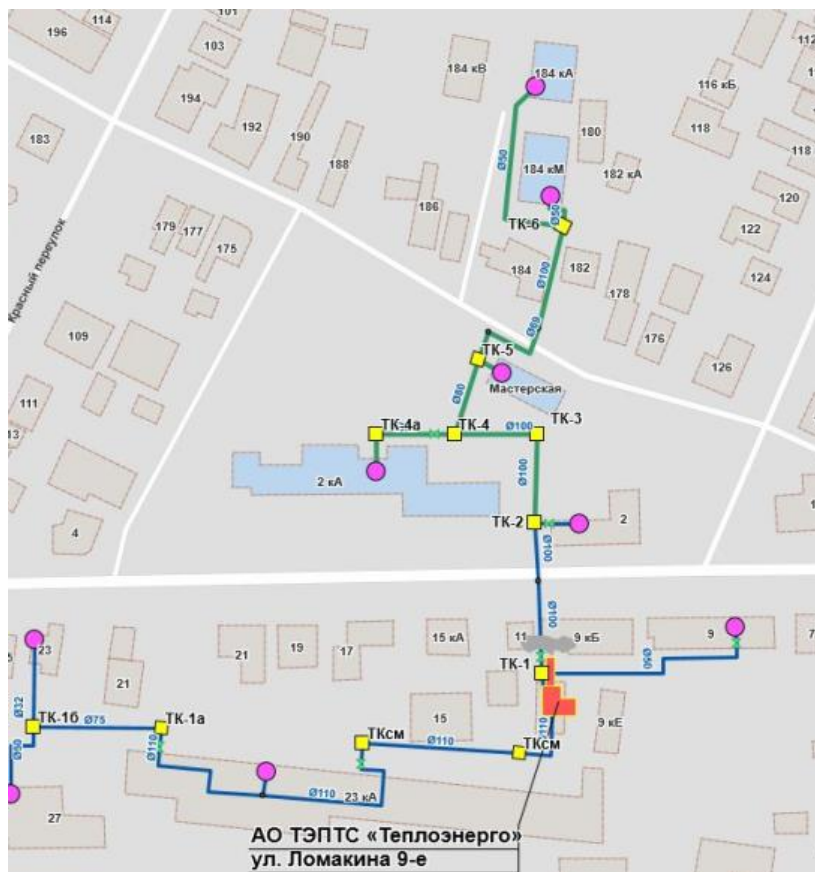 101
114
196
103
184 кВ
184 кА
112
116 кБ
194
192
190
188
183
180
118
118
184 кМ
182 кА
Ø50
186
120
179
177
175
ТК-6
Ø50
122
184
182
Ø100
178
124
Красный переулок
109
Ø69
176
126
ТК-5
Мастерская
111
Ø80
13
ТК-4а
ТК-4
Ø100
ТК-3
2 кА
Ø100
4
ТК-2
2
Ø100
Ø100
23
21
19
17
15 кА
11
9 кБ
9
7
21
ТК-1
Ø50
Ø32
ТК-1б
Ø75
ТК-1а
15
ТКсм
Ø110
ТКсм
Ø110
9 кЕ
Ø50
Ø110
27
Ø110
23 кА
АО ТЭПТС «Теплоэнерго»
ул. Ломакина 9-е